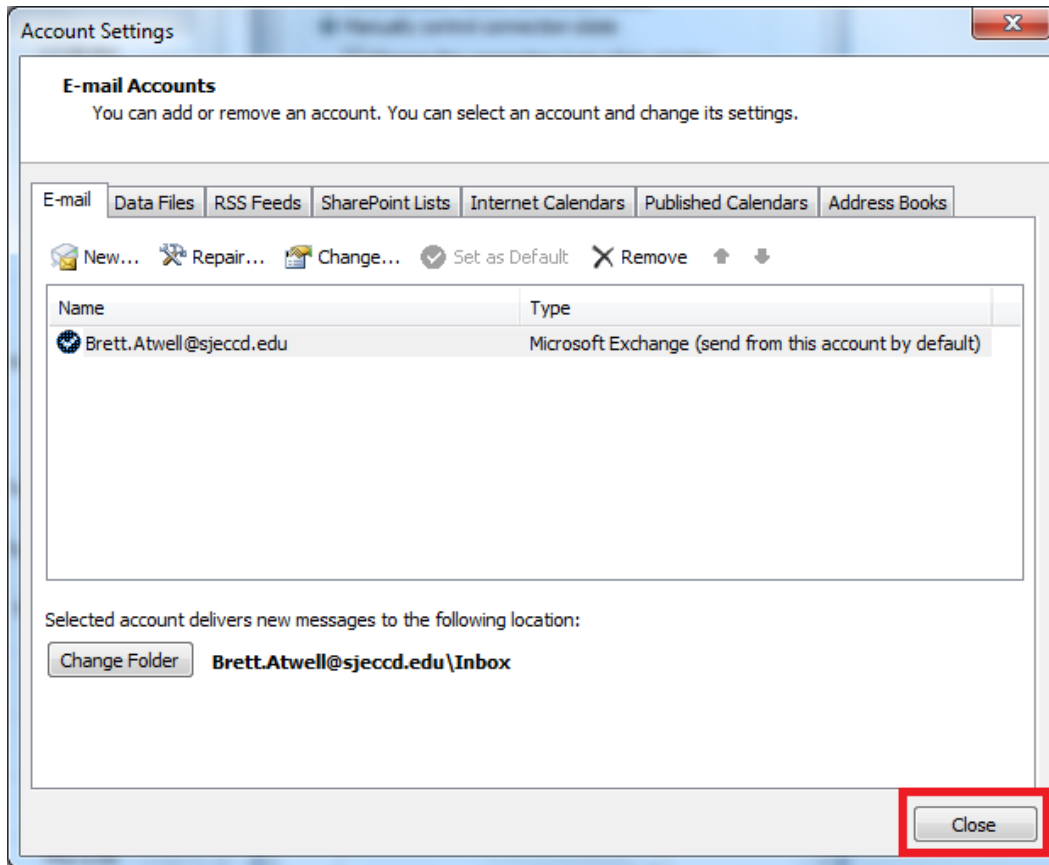 Account Settings
E-mail Accounts
You can add or remove an account. You can select an account and change its settings.
E-mail Data Files RSS Feeds SharePoint Lists Internet Calendars Published Calendars Address Books
New... Repair... Change... Set as Default Remove
Name Type
Brett.Atwell@sjeccd.edu Microsoft Exchange (send from this account by default)
Selected account delivers new messages to the following location:
Change Folder Brett.Atwell@sjeccd.edu\Inbox
Close